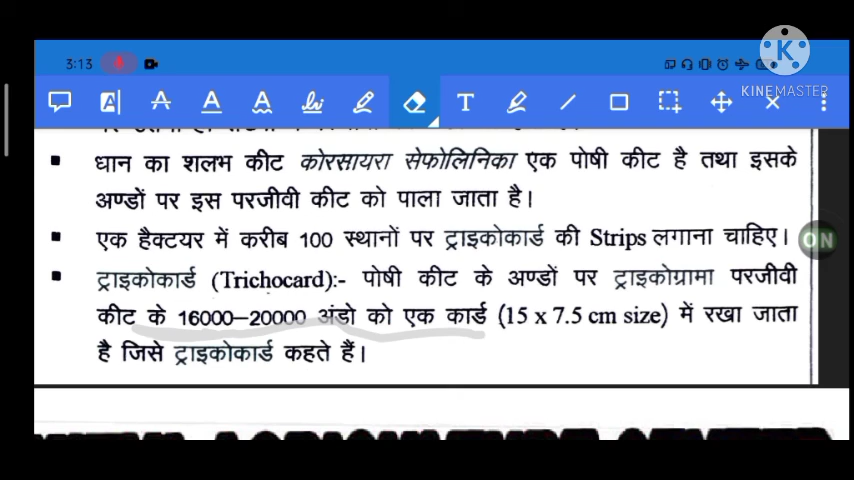 3:13
KINEMASTER
धान का शलभ कीट कोरसायरा सेफोलिनिका एक पोषी कीट है तथा इसके
अण्डों पर इस परजीवी कीट को पाला जाता है।
एक हैक्टयर में करीब 100 स्थानों पर ट्राइकोकार्ड की Strips लगाना चाहिए।
ON
ट्राइकोकार्ड (Trichocard):- पोषी कीट के अण्डों पर ट्राइकोग्रामा परजीवी
कीट के 16000–20000 अंडो को एक कार्ड (15 x 7.5 cm size) में रखा जाता
है जिसे ट्राइकोकार्ड कहते हैं।